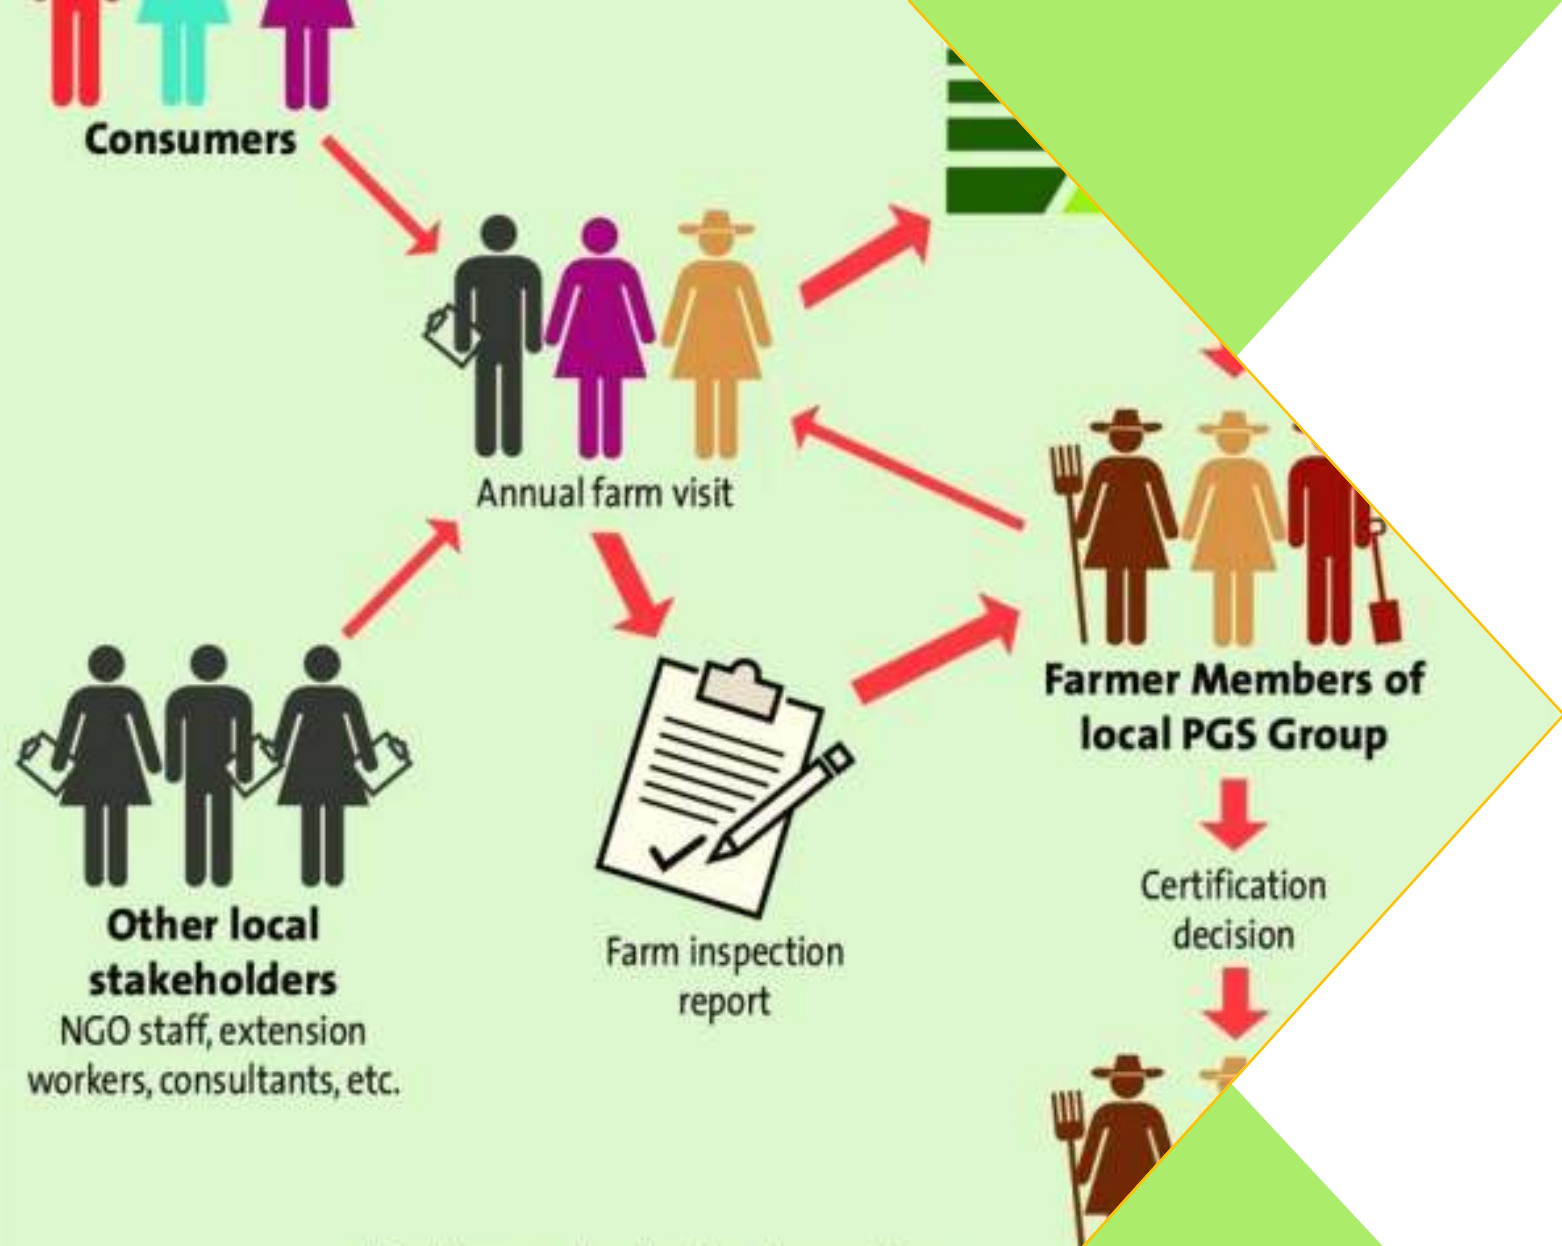 Consumers
Annual farm visit
Farmer Members of
local PGS Group
Certification
decision
Other local
stakeholders
NGO staff, extension
workers, consultants, etc.
Farm inspection
report